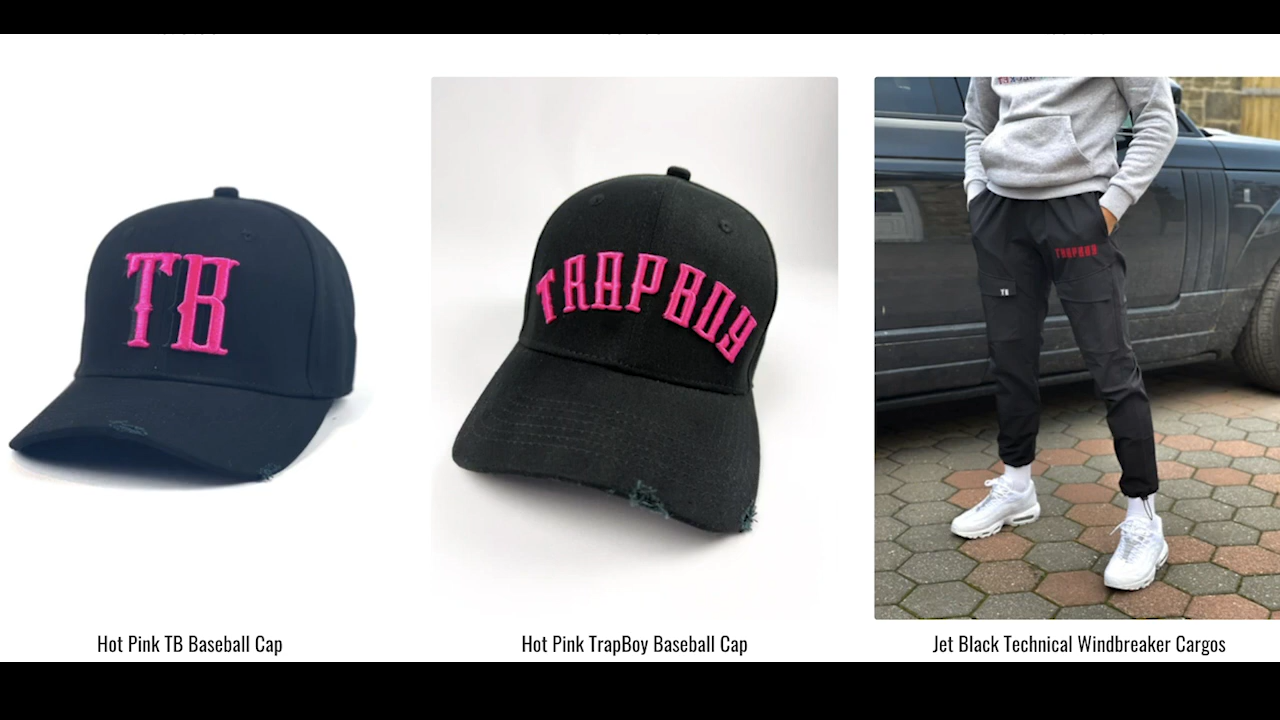 TB
TRAPBOY
TRAPBOY
TB
Hot Pink TB Baseball Cap
Hot Pink TrapBoy Baseball Cap
Jet Black Technical Windbreaker Cargos